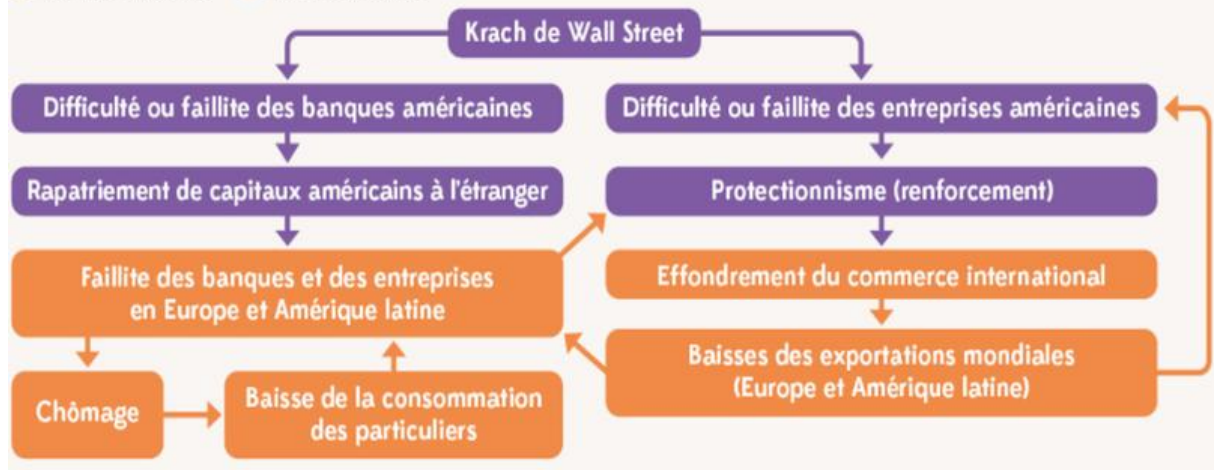 Krach de Wall Street
Difficulté ou faillite des banques américaines
Difficulté ou faillite des entreprises américaines
Rapatriement de capitaux américains à l'étranger
Protectionnisme (renforcement)
Faillite des banques et des entreprises
en Europe et Amérique latine
Effondrement du commerce international
Baisses des exportations mondiales
(Europe et Amérique latine)
Chômage
Baisse de la consommation
des particuliers